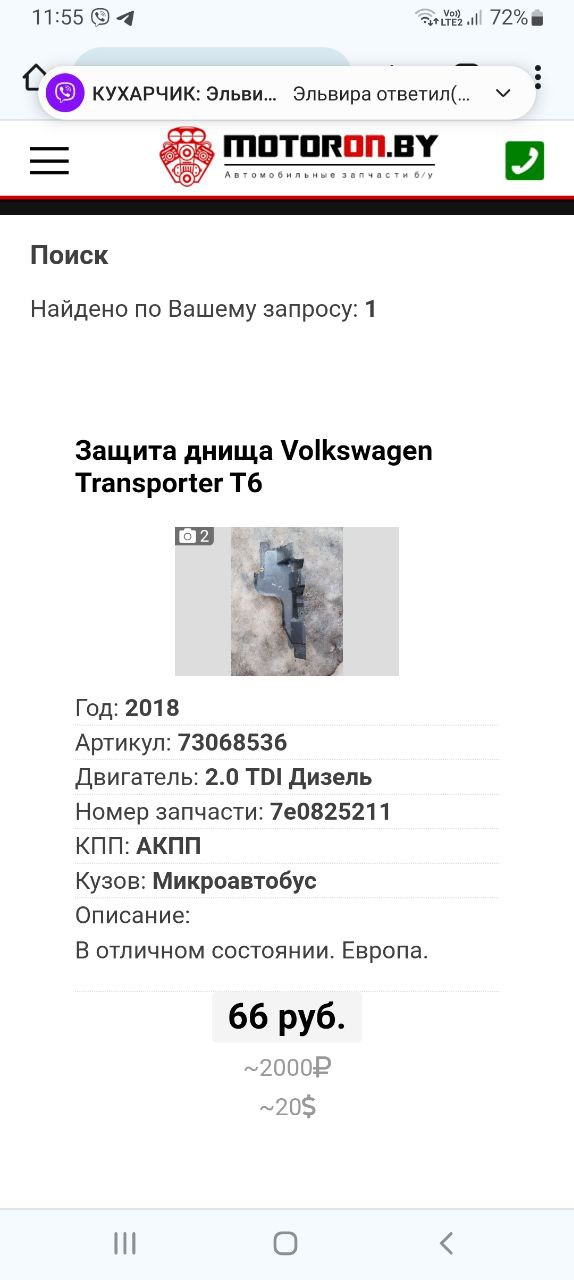 11:55
Vo))
LTE2
72%
КУХАРЧИК: Эльви... Эльвира ответил(...
MOTORON.BY
Автомобильные запчасти б/у
Поиск
Найдено по Вашему запросу: 1
Защита днища Volkswagen
Transporter T6
2
Год: 2018
Артикул: 73068536
Двигатель: 2.0 TDI Дизель
Номер запчасти: 7e0825211
КПП: АКПП
Кузов: Микроавтобус
Описание:
В отличном состоянии. Европа.
66 руб.
~2000₽
~20$